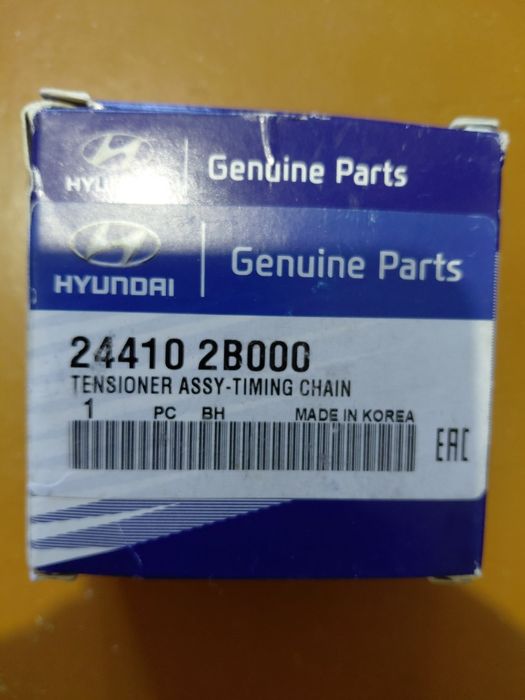 HYUNDAI
Genuine Parts
HYUNDAI
Genuine Parts
24410 2B000
TENSIONER ASSY-TIMING CHAIN
1 PC BH MADE IN KOREA
EAC